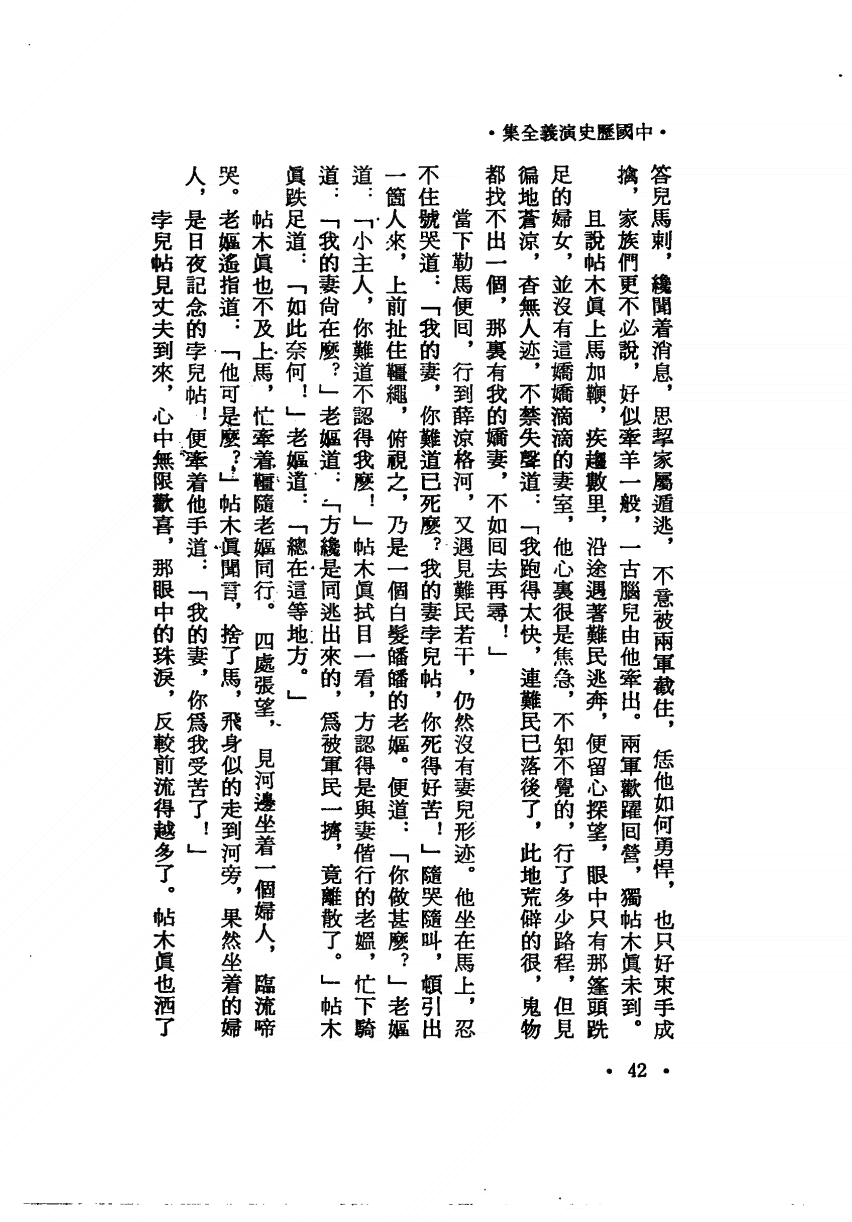 •中國歷史演義全集•
答兒馬剌，纔聞着消息，思挈家屬遁逃，不意被兩軍截住，恁他如何勇悍，也只好束手成
擒，家族們更不必說，好似牽羊一般，一古腦兒由他牽出。兩軍歡躍回營，獨帖木眞未到。
且說帖木眞上馬加鞭，疾趨數里，沿途遇著難民逃奔，便留心探望，眼中只有那篷頭跣
足的婦女，並沒有這嬌嬌滴滴的妻室，他心裏很是焦急，不知不覺的，行了多少路程，但見
徧地蒼涼，杳無人迹，不禁失聲道：「我跑得太快，連難民已落後了，此地荒僻的很，鬼物
都找不出一個，那裏有我的嬌妻，不如回去再尋！」
當下勒馬便回，行到薛涼格河，又遇見難民若干，仍然沒有妻兒形迹。他坐在馬上，忍
不住號哭道：「我的妻，你難道已死麼？我的妻孛兒帖，你死得好苦！」隨哭隨叫，頓引出
一箇人來，上前扯住韁繩，俯視之，乃是一個白髮皤皤的老嫗。便道：「你做甚麼？」老嫗
道：「小主人，你難道不認得我麼！」帖木眞拭目一看，方認得是與妻偕行的老媼，忙下騎
道：「我的妻尙在麼？」老嫗道：「方纔是同逃出來的，爲被軍民一擠，竟離散了。」帖木
眞跌足道：「如此奈何！」老嫗道：「總在這等地方。」
帖木眞也不及上馬，忙牽着韁隨老嫗同行。四處張望，見河邊坐着一個婦人，臨流啼
哭。老嫗遙指道：「他可是麼？」帖木眞聞言，捨了馬，飛身似的走到河旁，果然坐着的婦
人，是日夜記念的孛兒帖！便牽着他手道：「我的妻，你爲我受苦了！」
孛兒帖見丈夫到來，心中無限歡喜，那眼中的珠淚，反較前流得越多了。帖木眞也洒了
• 42 •